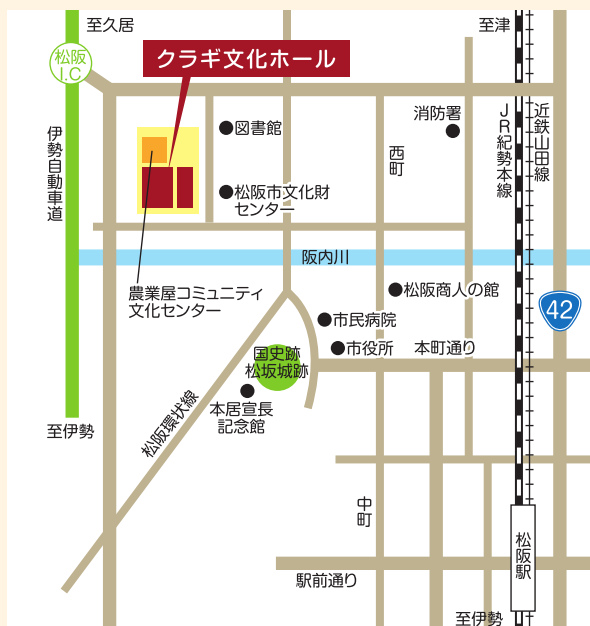 至久居
至津
松阪
I.C
クラギ文化ホール
図書館
消防署
西町
JR紀勢本線
近鉄山田線
伊勢自動車道
松阪市文化財
センター
阪内川
農業屋コミュニティ
文化センター
松阪商人の館
42
市民病院
市役所
本町通り
国史跡
松坂城跡
本居宣長
記念館
松阪環状線
至伊勢
中町
松阪駅
駅前通り
至伊勢